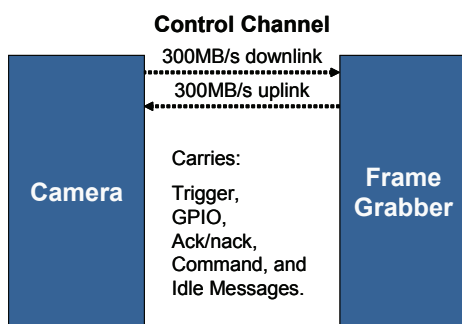 Control Channel
300MB/s downlink
300MB/s uplink
Camera
Carries:
Trigger,
GPIO,
Ack/nack,
Command, and
Idle Messages.
Frame
Grabber